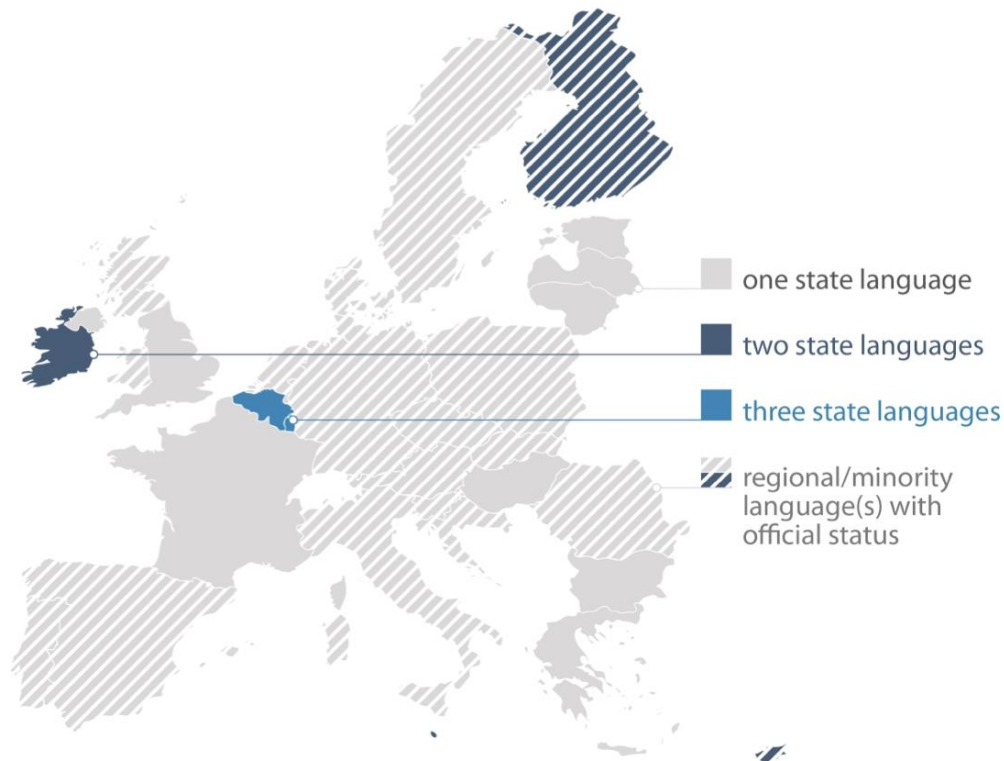 one state language
two state languages
three state languages
regional/minority
language(s) with
official status